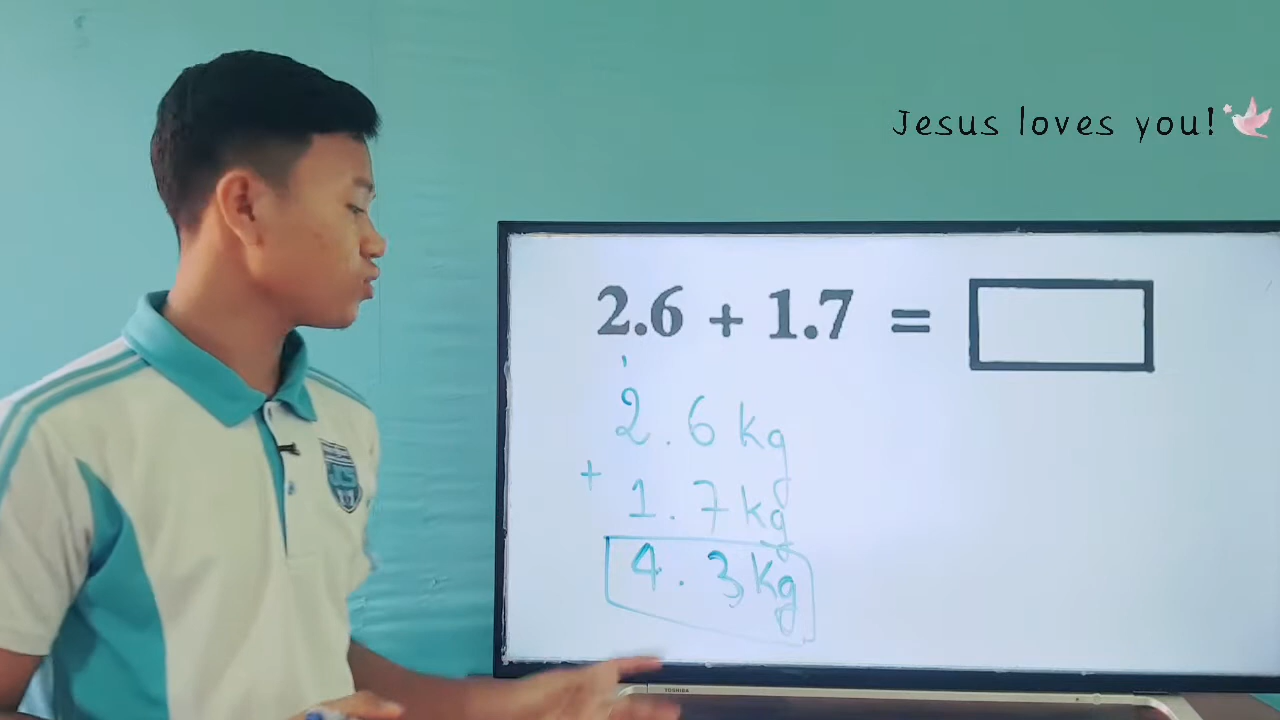 Jesus loves you!
2.6 + 1.7 =
1
2.6 kg
+
1.7 kg
4.3 kg
TOSHIBA